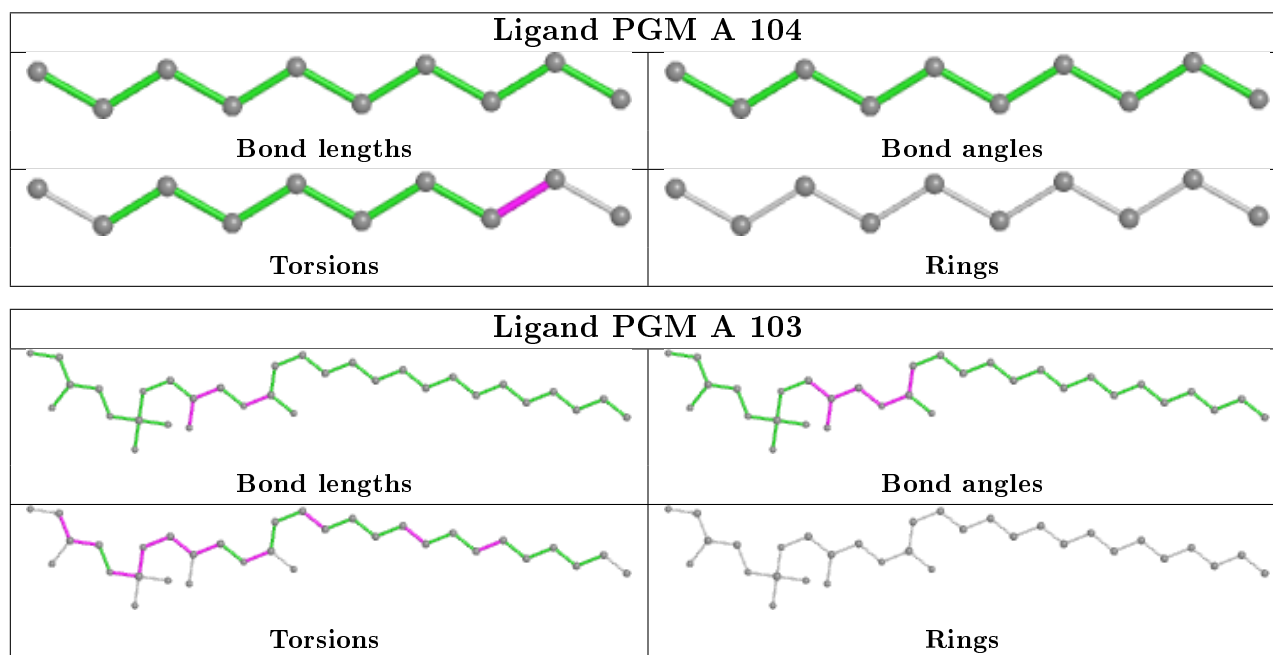 Ligand PGM A 104
Bond lengths
Bond angles
Torsions
Rings
Ligand PGM A 103
Bond lengths
Bond angles
Torsions
Rings